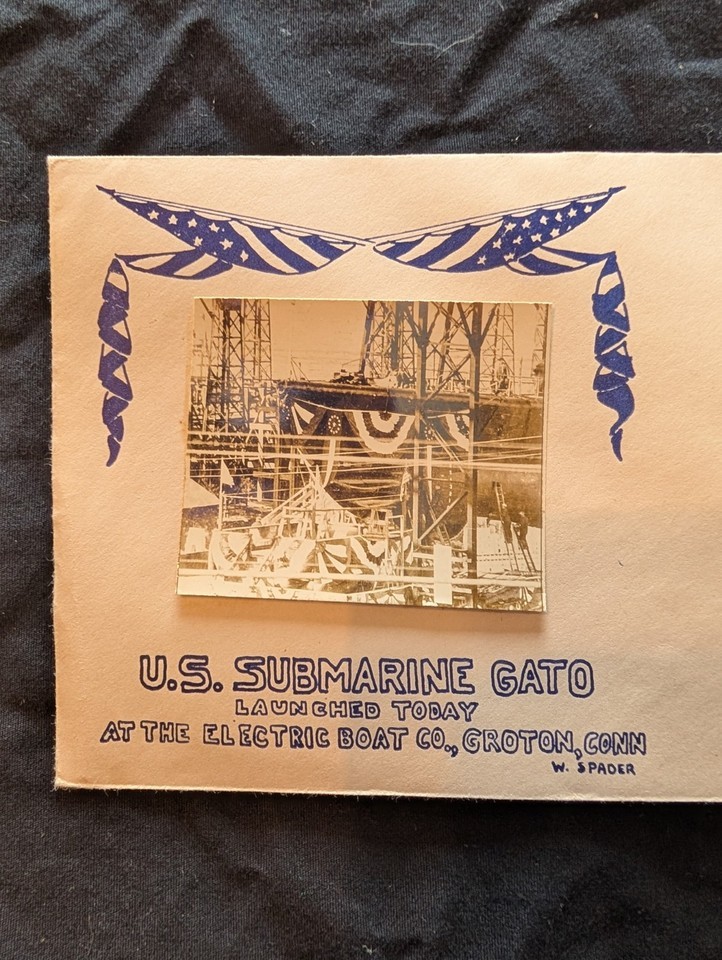 U.S. SUBMARINE GATO
LAUNCHED TODAY
AT THE ELECTRIC BOAT CO., GROTON, CONN
W. SPADER